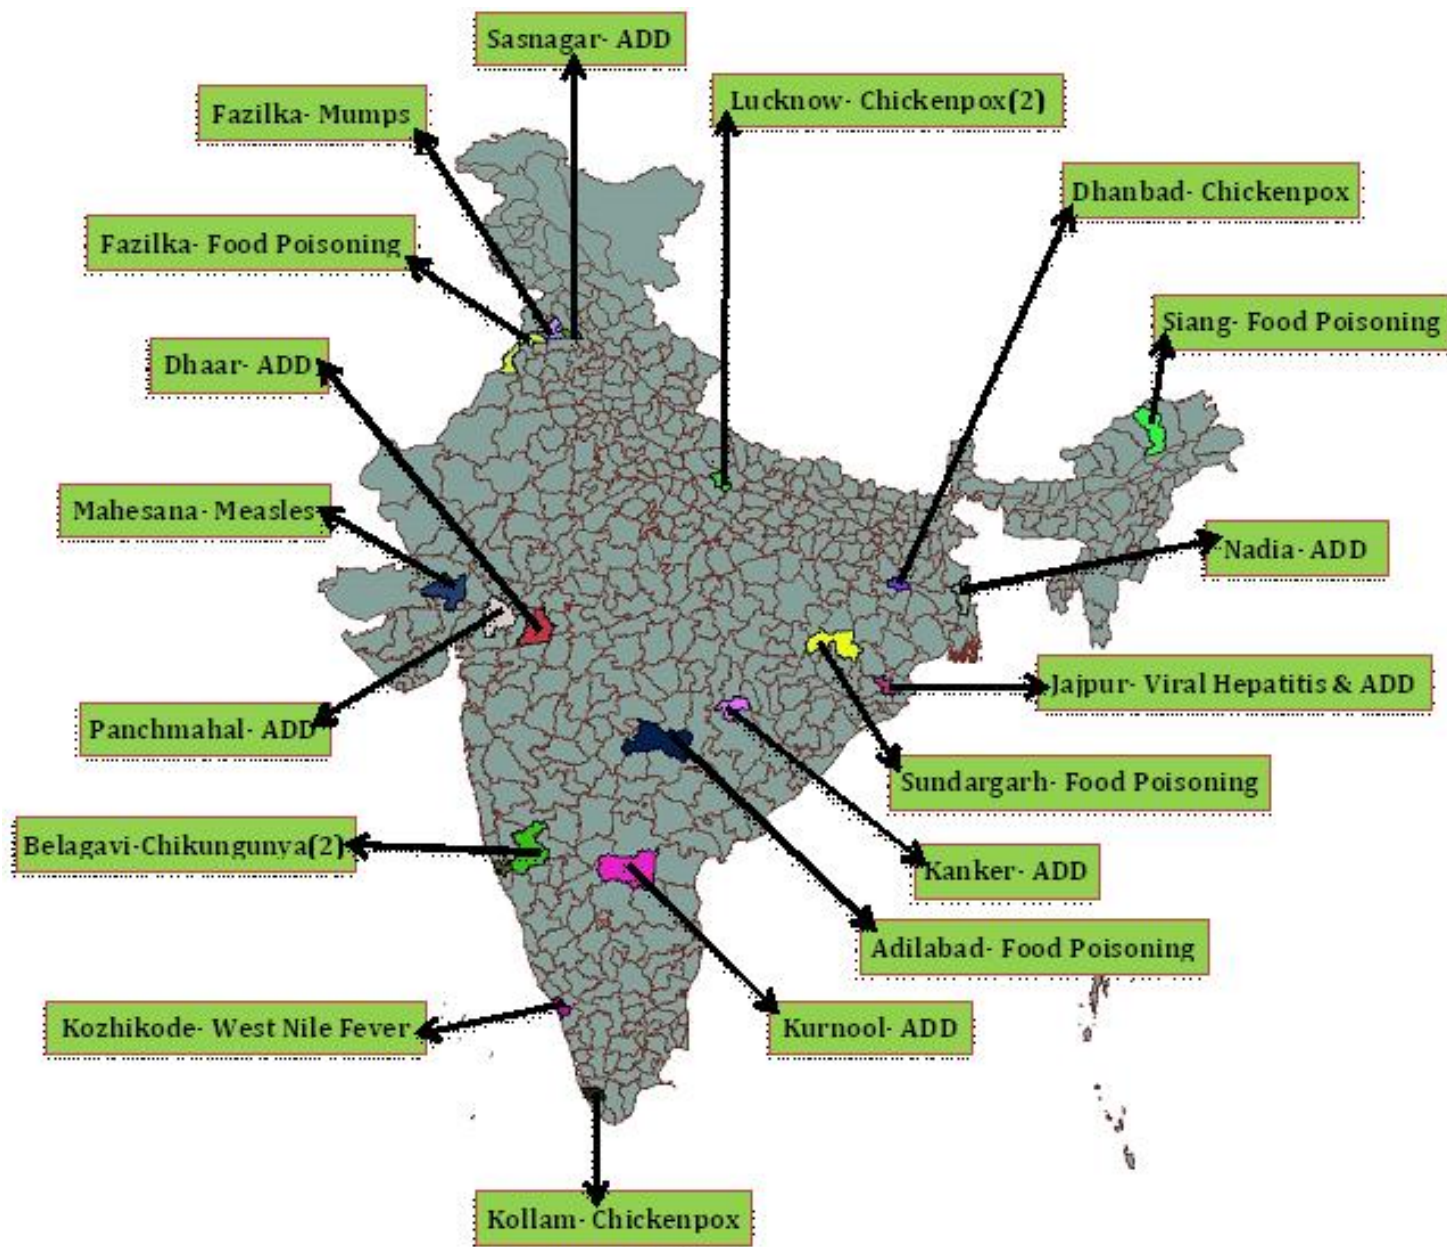 Sasnagar- ADD
Lucknow- Chickenpox(2)
Fazilka- Mumps
Dhanbad- Chickenpox
Fazilka- Food Poisoning
Siang- Food Poisoning
Dhaar- ADD
Mahesana- Measles
Nadia- ADD
Jajpur- Viral Hepatitis & ADD
Panchmahal- ADD
Sundargarh- Food Poisoning
Belagavi-Chikungunya(2)
Kanker- ADD
Adilabad- Food Poisoning
Kozhikode- West Nile Fever
Kurnool- ADD
Kollam- Chickenpox